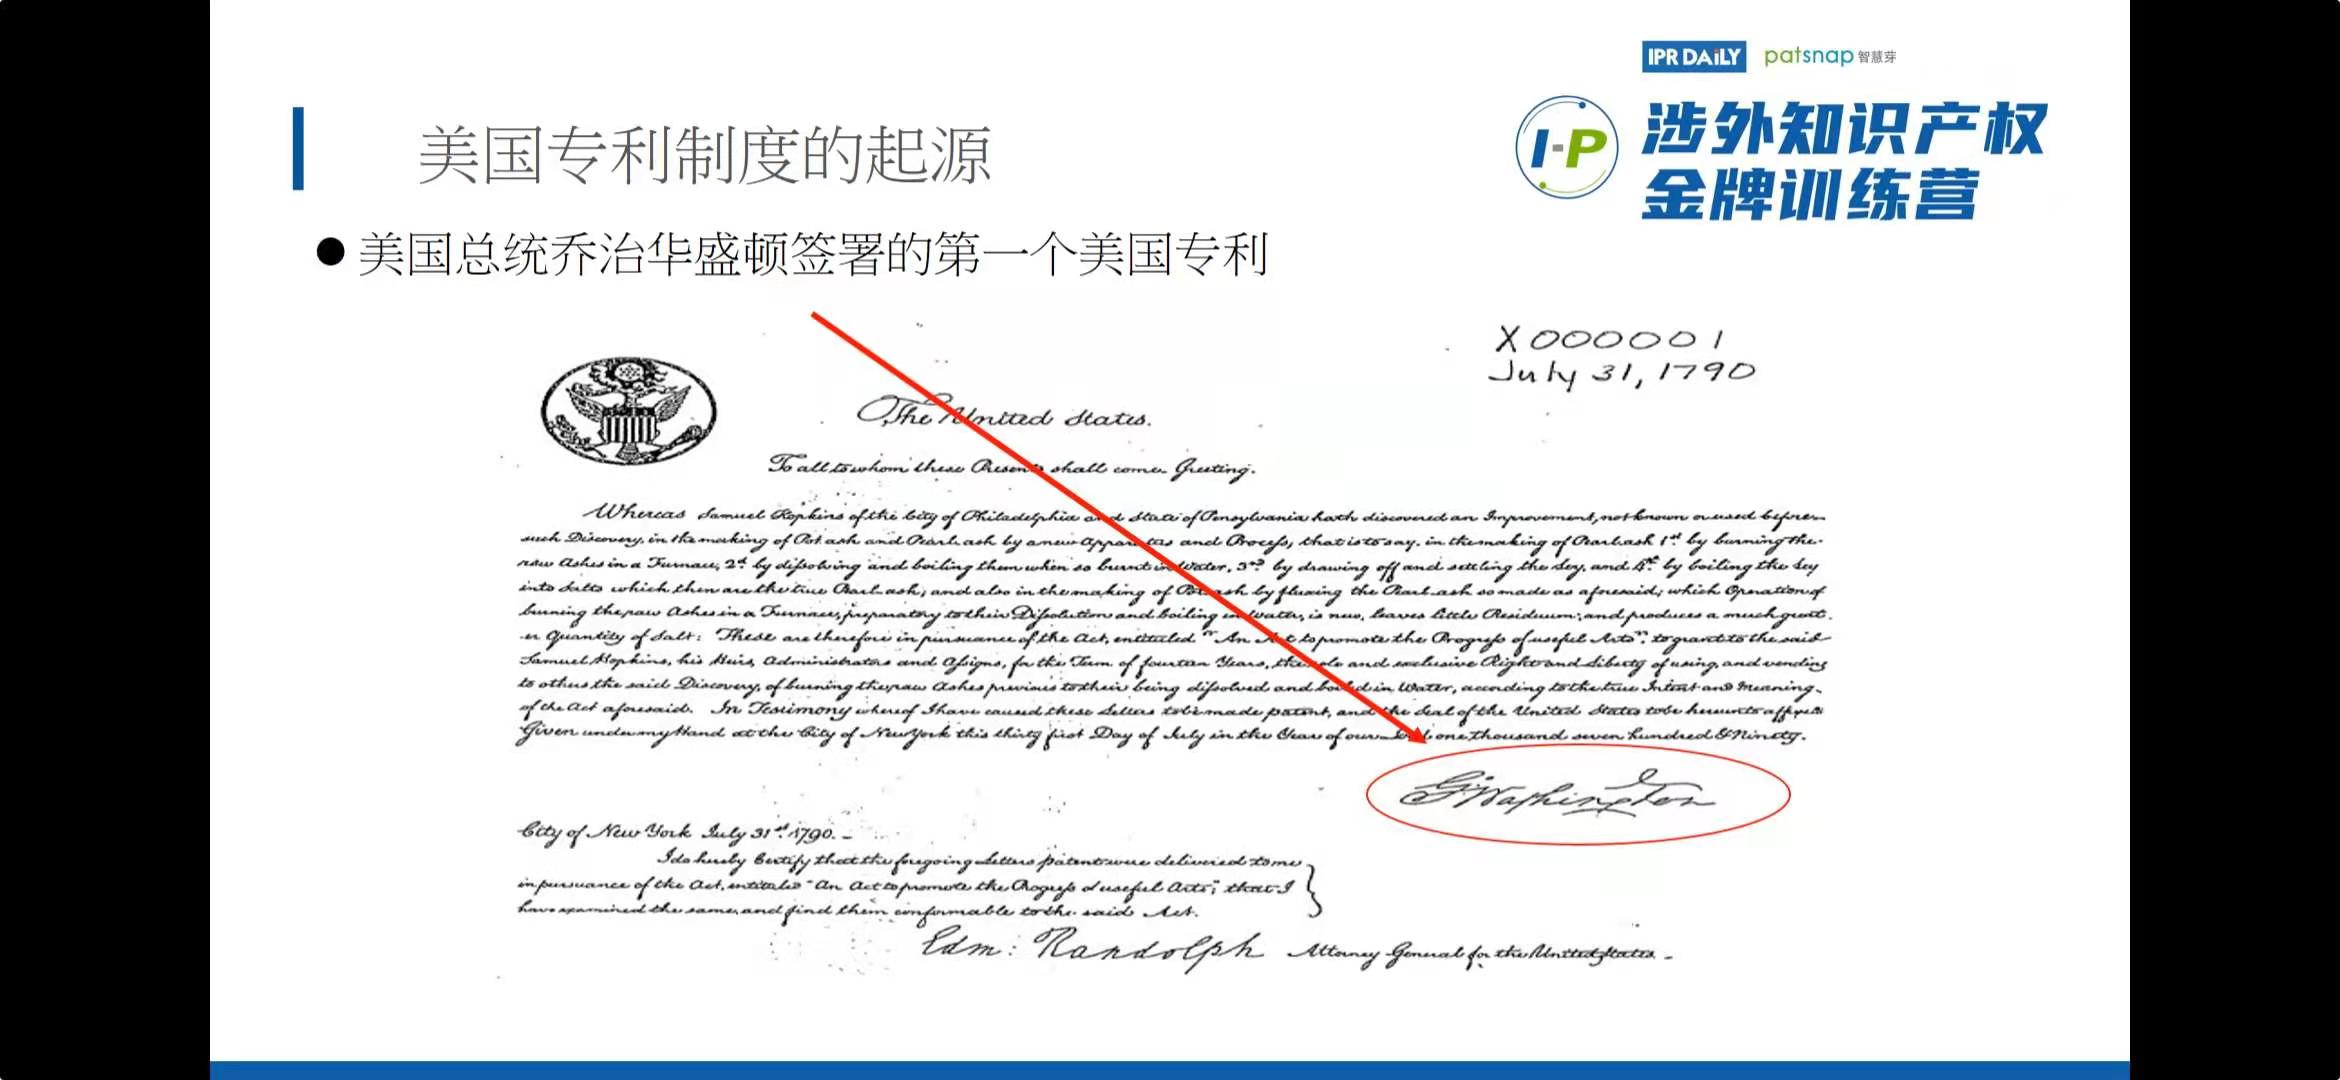 IPR DAiLY patsnap 智慧芽
I-P 涉外知识产权
金牌训练营
美国专利制度的起源
● 美国总统乔治华盛顿签署的第一个美国专利
X000001
July 31, 1790
The United States.
To all to whom these Presents shall come Greeting.
Whereas Samuel Hopkins of the City of Philadelphia and State of Pensylvania hath discovered an Improvement, not known or used before
such Discovery, in the making of Pot ash and Pearl ash by a new Apparatus and Process, that is to say, in the making of Pearl ash 1st by burning the
raw Ashes in a Furnace, 2d by dissolving and boiling them when so burnt in Water, 3rd by drawing off and settling the Ley, and 4th by boiling the Ley
into Salts which then are the true Pearl ash; and also in the making of Pot ash by fluxing the Pearl ash so made as aforesaid; which Operation of
burning the raw Ashes in a Furnace, preparatory to their Dissolution and boiling in Water, is new, leaves little Residuum; and produces a much great
er Quantity of Salt: These are therefore in pursuance of the Act, entituled "An Act to promote the Progress of useful Arts", to grant to the said
Samuel Hopkins, his Heirs, Administrators and Assigns, for the Term of fourteen Years, the sole and exclusive Right and Liberty of using, and vending
to others the said Discovery, of burning the raw Ashes previous to their being dissolved and boiled in Water, according to the true Intent and Meaning
of the Act aforesaid. In Testimony whereof I have caused these Letters to be made patent, and the Seal of the United States to be hereunto affixed
Given under my Hand at the City of New York this thirty first Day of July in the Year of our Lord one thousand seven hundred & Ninety.
G. Washington
City of New York July 31st 1790. -
I do hereby Certify that the foregoing Letters patent were delivered to me
in pursuance of the Act, entituled "An Act to promote the Progress of useful Arts"; that I
have examined the same, and find them conformable to the said Act.
Edm: Randolph Attorney General for the United States. -